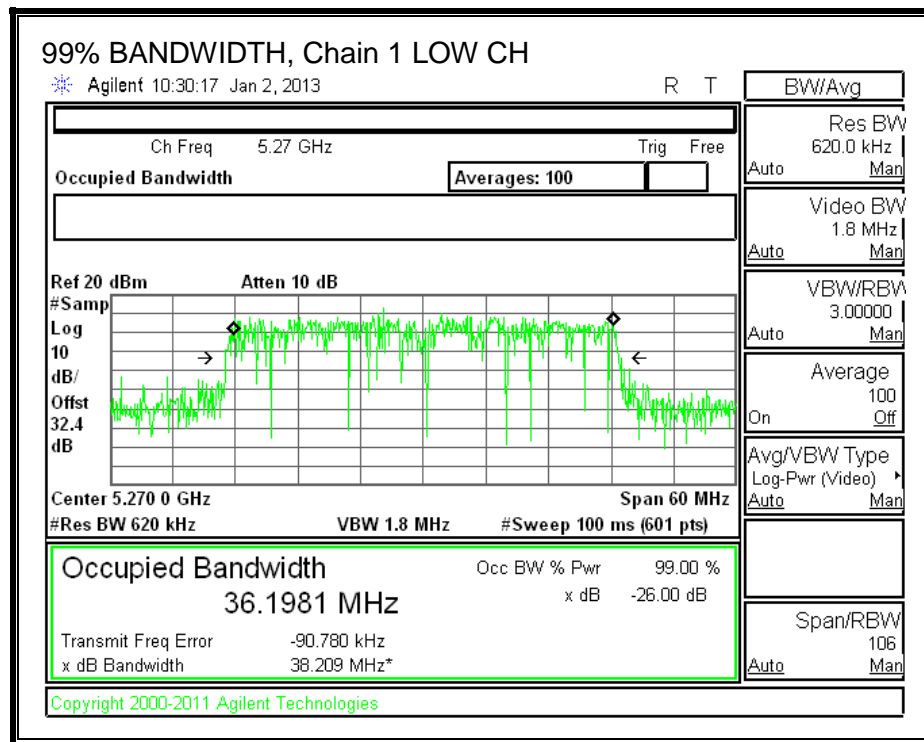 99% BANDWIDTH, Chain 1 LOW CH
Agilent 10:30:17 Jan 2, 2013 R T
Ch Freq 5.27 GHz Trig Free
Occupied Bandwidth Averages: 100
Ref 20 dBm Atten 10 dB
#Samp
Log
10
dB/
Offst
32.4
dB
Center 5.270 0 GHz Span 60 MHz
#Res BW 620 kHz VBW 1.8 MHz #Sweep 100 ms (601 pts)
Occupied Bandwidth Occ BW % Pwr 99.00 %
36.1981 MHz x dB -26.00 dB
Transmit Freq Error -90.780 kHz
x dB Bandwidth 38.209 MHz*
Copyright 2000-2011 Agilent Technologies
BW/Avg
Res BW
620.0 kHz
Auto Man
Video BW
1.8 MHz
Auto Man
VBW/RBW
3.00000
Auto Man
Average
100
On Off
Avg/VBW Type
Log-Pwr (Video)
Auto Man
Span/RBW
106
Auto Man